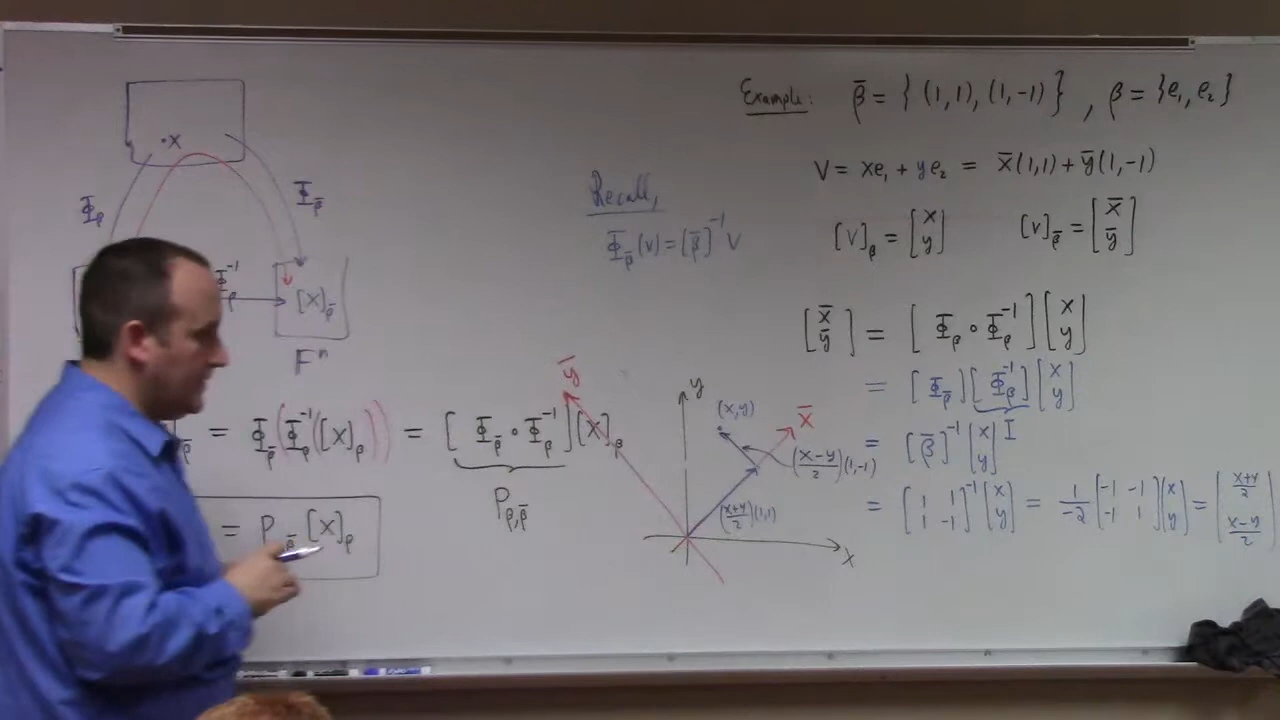 Example: β̄ = { (1,1), (1,-1) } , β = {e₁, e₂}
V = xe₁ + ye₂ = x̄(1,1) + ȳ(1,-1)
[v]_β = [x y] [v]_β̄ = [x̄ ȳ]
[x̄ ȳ] = [ Φ_β̄ ∘ Φ_β⁻¹ ] [x y]
= [ Φ_β̄ ] [ Φ_β⁻¹ ] [x y]
I
= [β̄]⁻¹ [x y]
= [1 1; 1 -1]⁻¹ [x y] = 1/-2 [-1 -1; -1 1] [x y] = [(x+y)/2; (x-y)/2]
Recall,
Φ_β̄(v) = [β̄]⁻¹ v
·x
Φ_β
Φ_β̄
[x]_β̄
Fⁿ
= Φ_β̄(Φ_β⁻¹([x]_β)) = [ Φ_β̄ ∘ Φ_β⁻¹ ] [x]_β
P_β,β̄
[x]_β
ȳ
y
x̄
(x,y)
((x-y)/2)(1,-1)
((x+y)/2)(1,1)
x